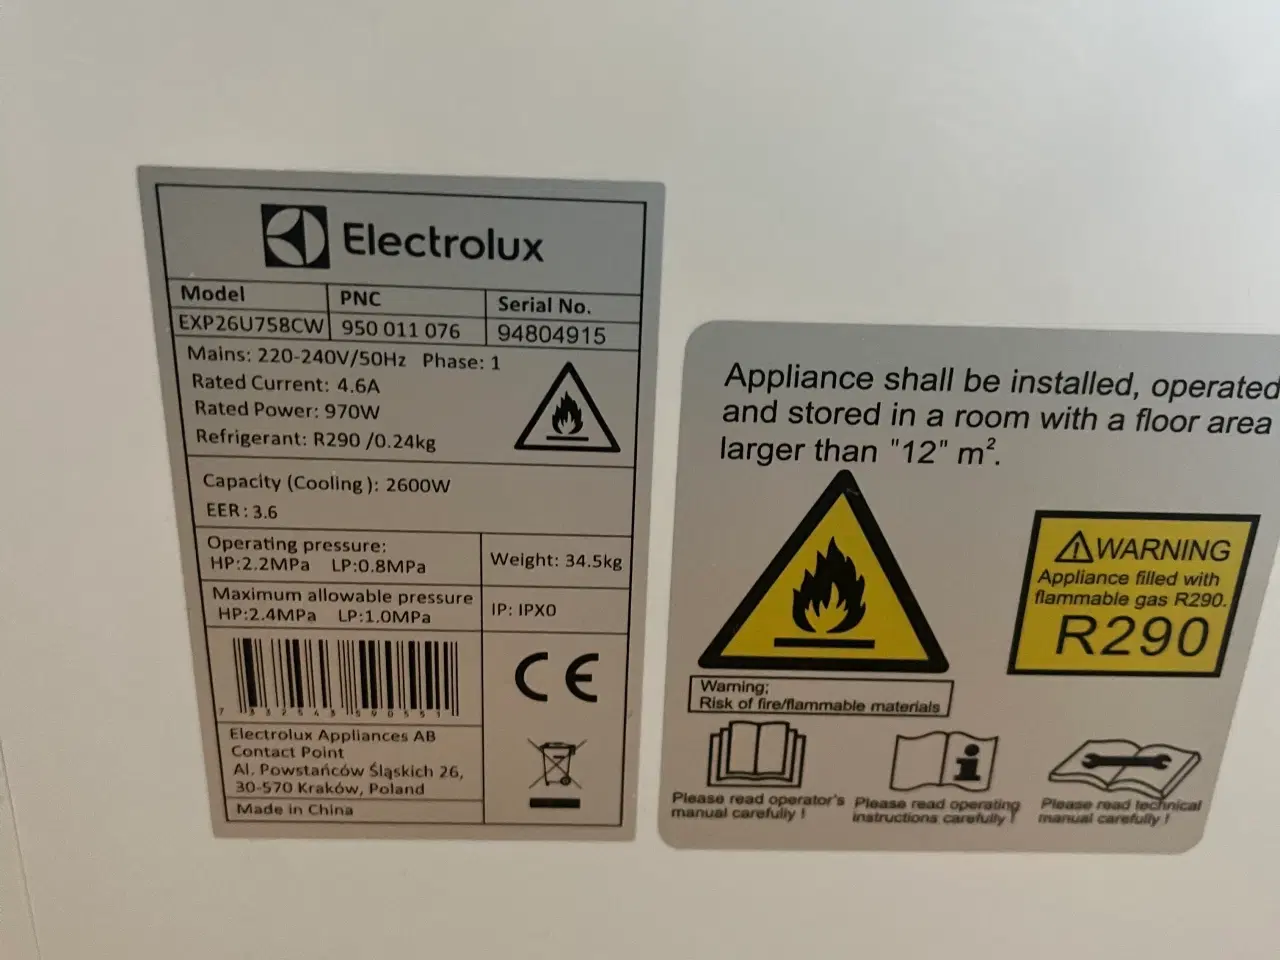 Electrolux
Model PNC Serial No.
EXP26U758CW 950 011 076 94804915
Mains: 220-240V/50Hz Phase: 1
Rated Current: 4.6A
Rated Power: 970W
Refrigerant: R290 /0.24kg
Capacity (Cooling ): 2600W
EER : 3.6
Operating pressure:
HP:2.2MPa LP:0.8MPa
Weight: 34.5kg
Maximum allowable pressure
HP:2.4MPa LP:1.0MPa
IP: IPX0
7 332543 590551
CE
Electrolux Appliances AB
Contact Point
Al. Powstańców Śląskich 26,
30-570 Kraków, Poland
Made in China
Appliance shall be installed, operated
and stored in a room with a floor area
larger than "12" m².
WARNING
Appliance filled with
flammable gas R290.
R290
Warning;
Risk of fire/flammable materials
Please read operator's
manual carefully !
Please read operating
instructions carefully !
Please read technical
manual carefully !